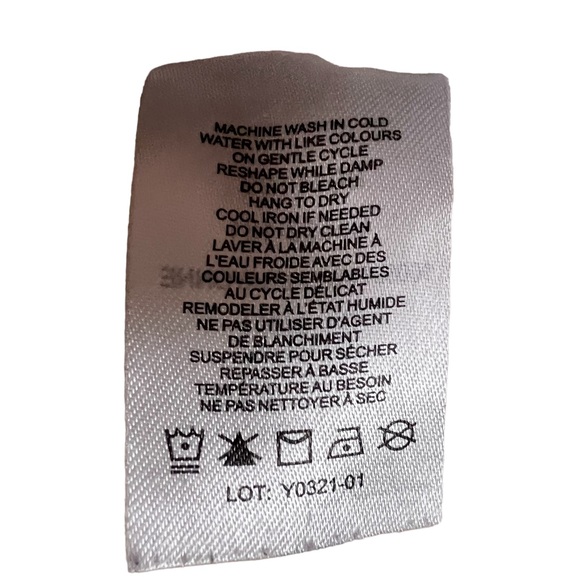 MACHINE WASH IN COLD
WATER WITH LIKE COLOURS
ON GENTLE CYCLE
RESHAPE WHILE DAMP
DO NOT BLEACH
HANG TO DRY
COOL IRON IF NEEDED
DO NOT DRY CLEAN
LAVER À LA MACHINE À
L'EAU FROIDE AVEC DES
COULEURS SEMBLABLES
AU CYCLE DÉLICAT
REMODELER À L'ÉTAT HUMIDE
NE PAS UTILISER D'AGENT
DE BLANCHIMENT
SUSPENDRE POUR SÉCHER
REPASSER À BASSE
TEMPÉRATURE AU BESOIN
NE PAS NETTOYER À SEC
LOT: Y0321-01